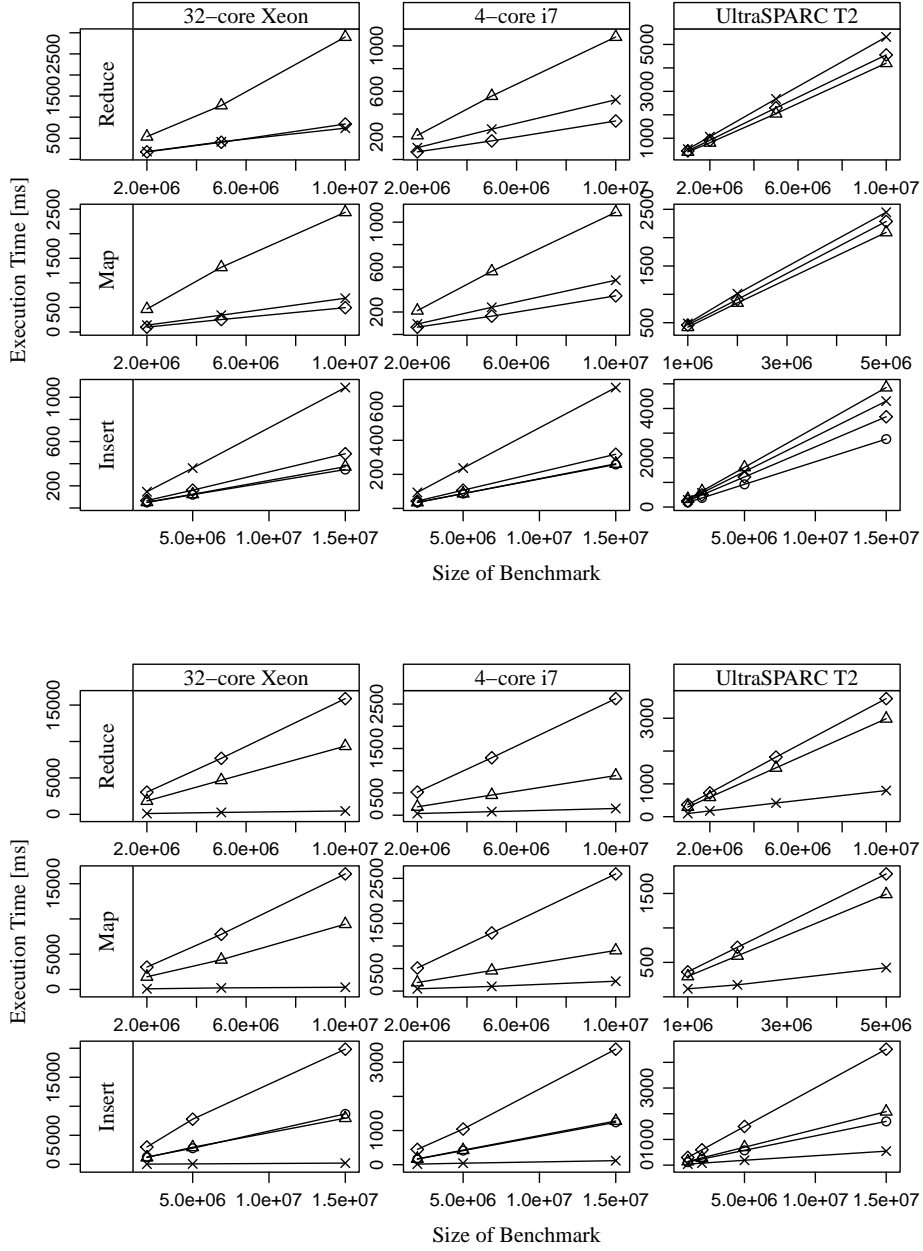 32−core Xeon 4−core i7 UltraSPARC T2
Execution Time [ms]
Reduce
500 1500 2500
200 600 1000
1000 3000 5000
2.0e+06 6.0e+06 1.0e+07
2.0e+06 6.0e+06 1.0e+07
2.0e+06 6.0e+06 1.0e+07
Map
0 500 1500 2500
0 200 600 1000
500 1500 2500
2.0e+06 6.0e+06 1.0e+07
2.0e+06 6.0e+06 1.0e+07
1e+06 3e+06 5e+06
Insert
200 600 1000
200 400 600
0 2000 4000
5.0e+06 1.0e+07 1.5e+07
5.0e+06 1.0e+07 1.5e+07
5.0e+06 1.0e+07 1.5e+07
Size of Benchmark
32−core Xeon 4−core i7 UltraSPARC T2
Execution Time [ms]
Reduce
0 5000 15000
0 500 1500 2500
0 1000 3000
2.0e+06 6.0e+06 1.0e+07
2.0e+06 6.0e+06 1.0e+07
2.0e+06 6.0e+06 1.0e+07
Map
0 5000 15000
0 500 1500 2500
500 1500
2.0e+06 6.0e+06 1.0e+07
2.0e+06 6.0e+06 1.0e+07
1e+06 3e+06 5e+06
Insert
0 5000 15000
0 1000 3000
0 1000 3000
5.0e+06 1.0e+07 1.5e+07
5.0e+06 1.0e+07 1.5e+07
5.0e+06 1.0e+07 1.5e+07
Size of Benchmark